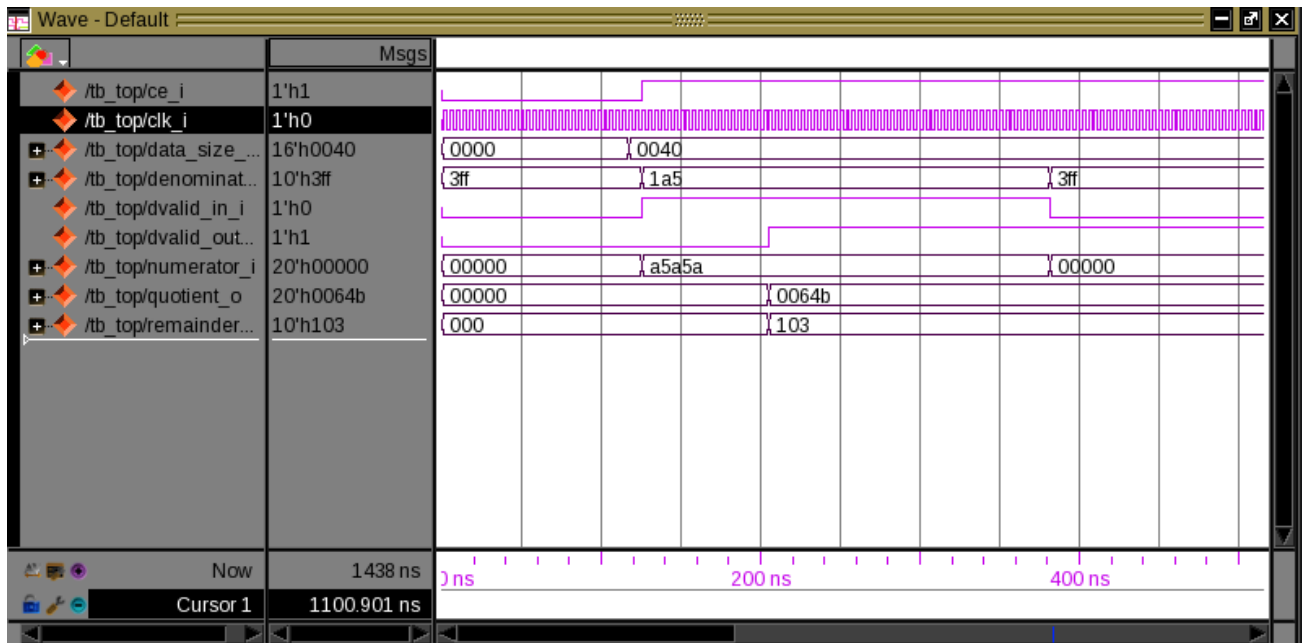 Wave - Default
Msgs
/tb_top/ce_i 1'h1
/tb_top/clk_i 1'h0
/tb_top/data_size_... 16'h0040 0000 0040
/tb_top/denominat... 10'h3ff 3ff 1a5 3ff
/tb_top/dvalid_in_i 1'h0
/tb_top/dvalid_out... 1'h1
/tb_top/numerator_i 20'h00000 00000 a5a5a 00000
/tb_top/quotient_o 20'h0064b 00000 0064b
/tb_top/remainder... 10'h103 000 103
Now 1438 ns 0 ns 200 ns 400 ns
Cursor 1 1100.901 ns